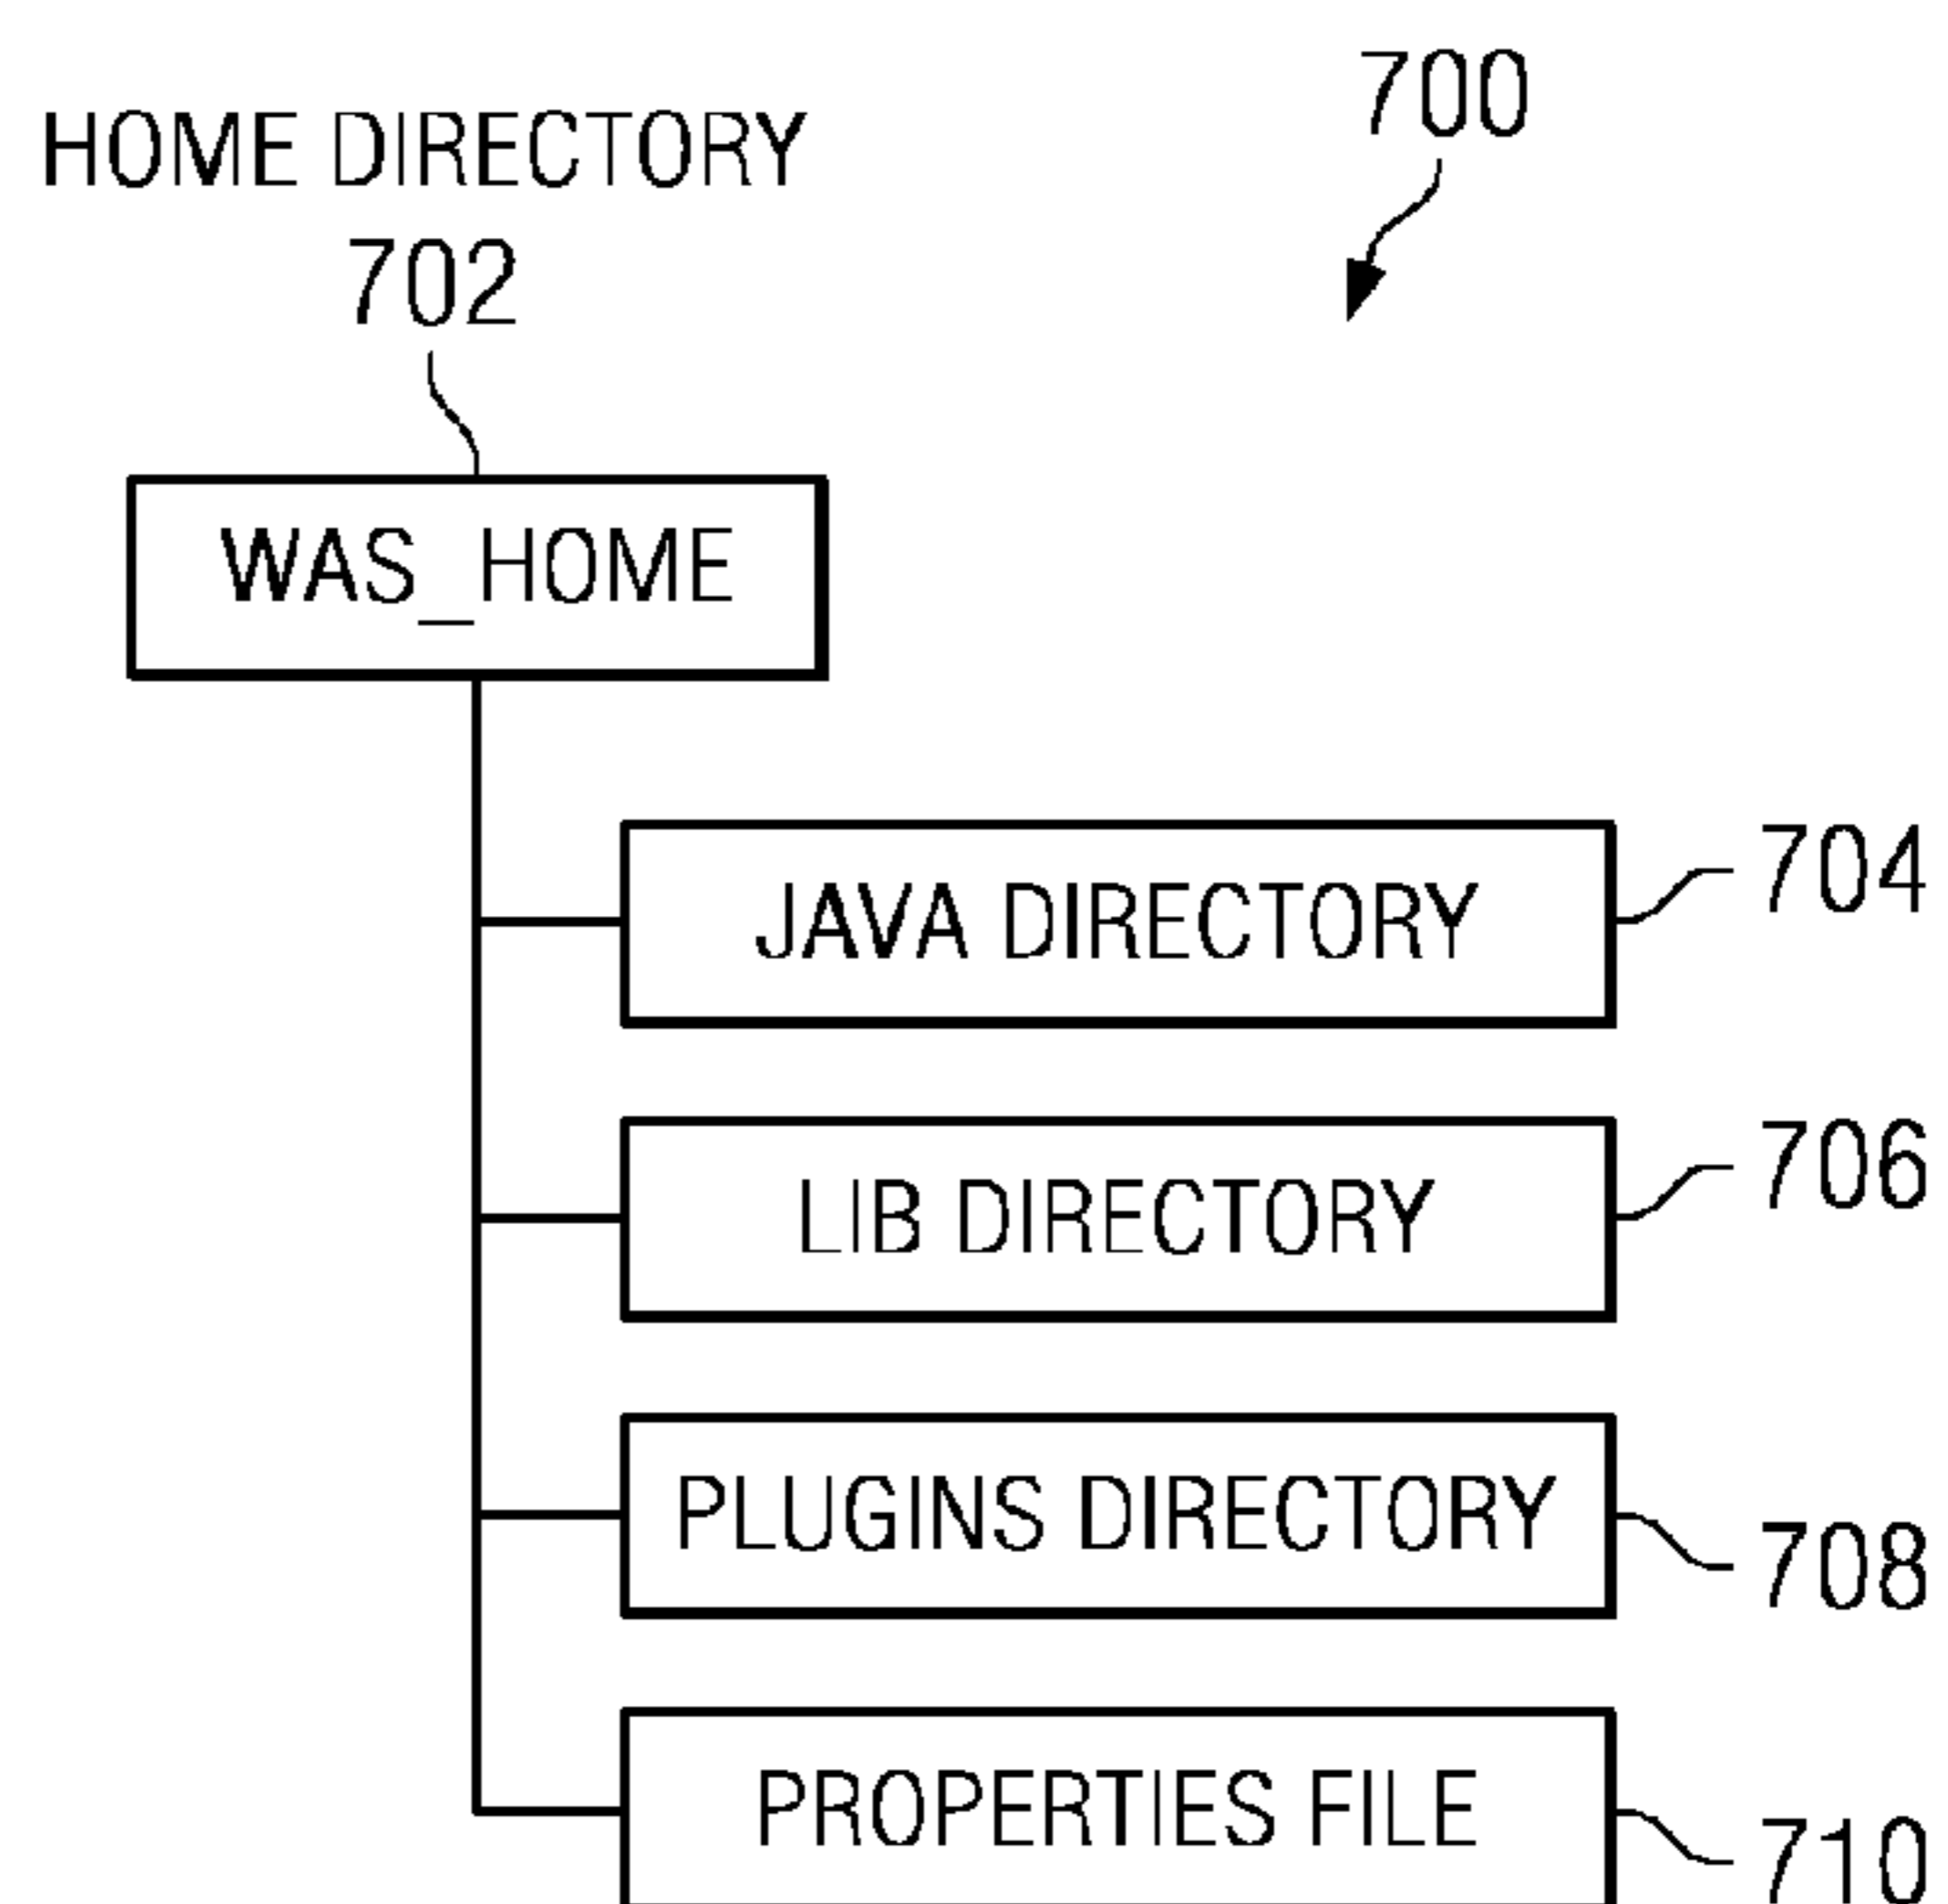 700
HOME DIRECTORY
702
WAS_HOME
JAVA DIRECTORY
704
LIB DIRECTORY
706
PLUGINS DIRECTORY
708
PROPERTIES FILE
710